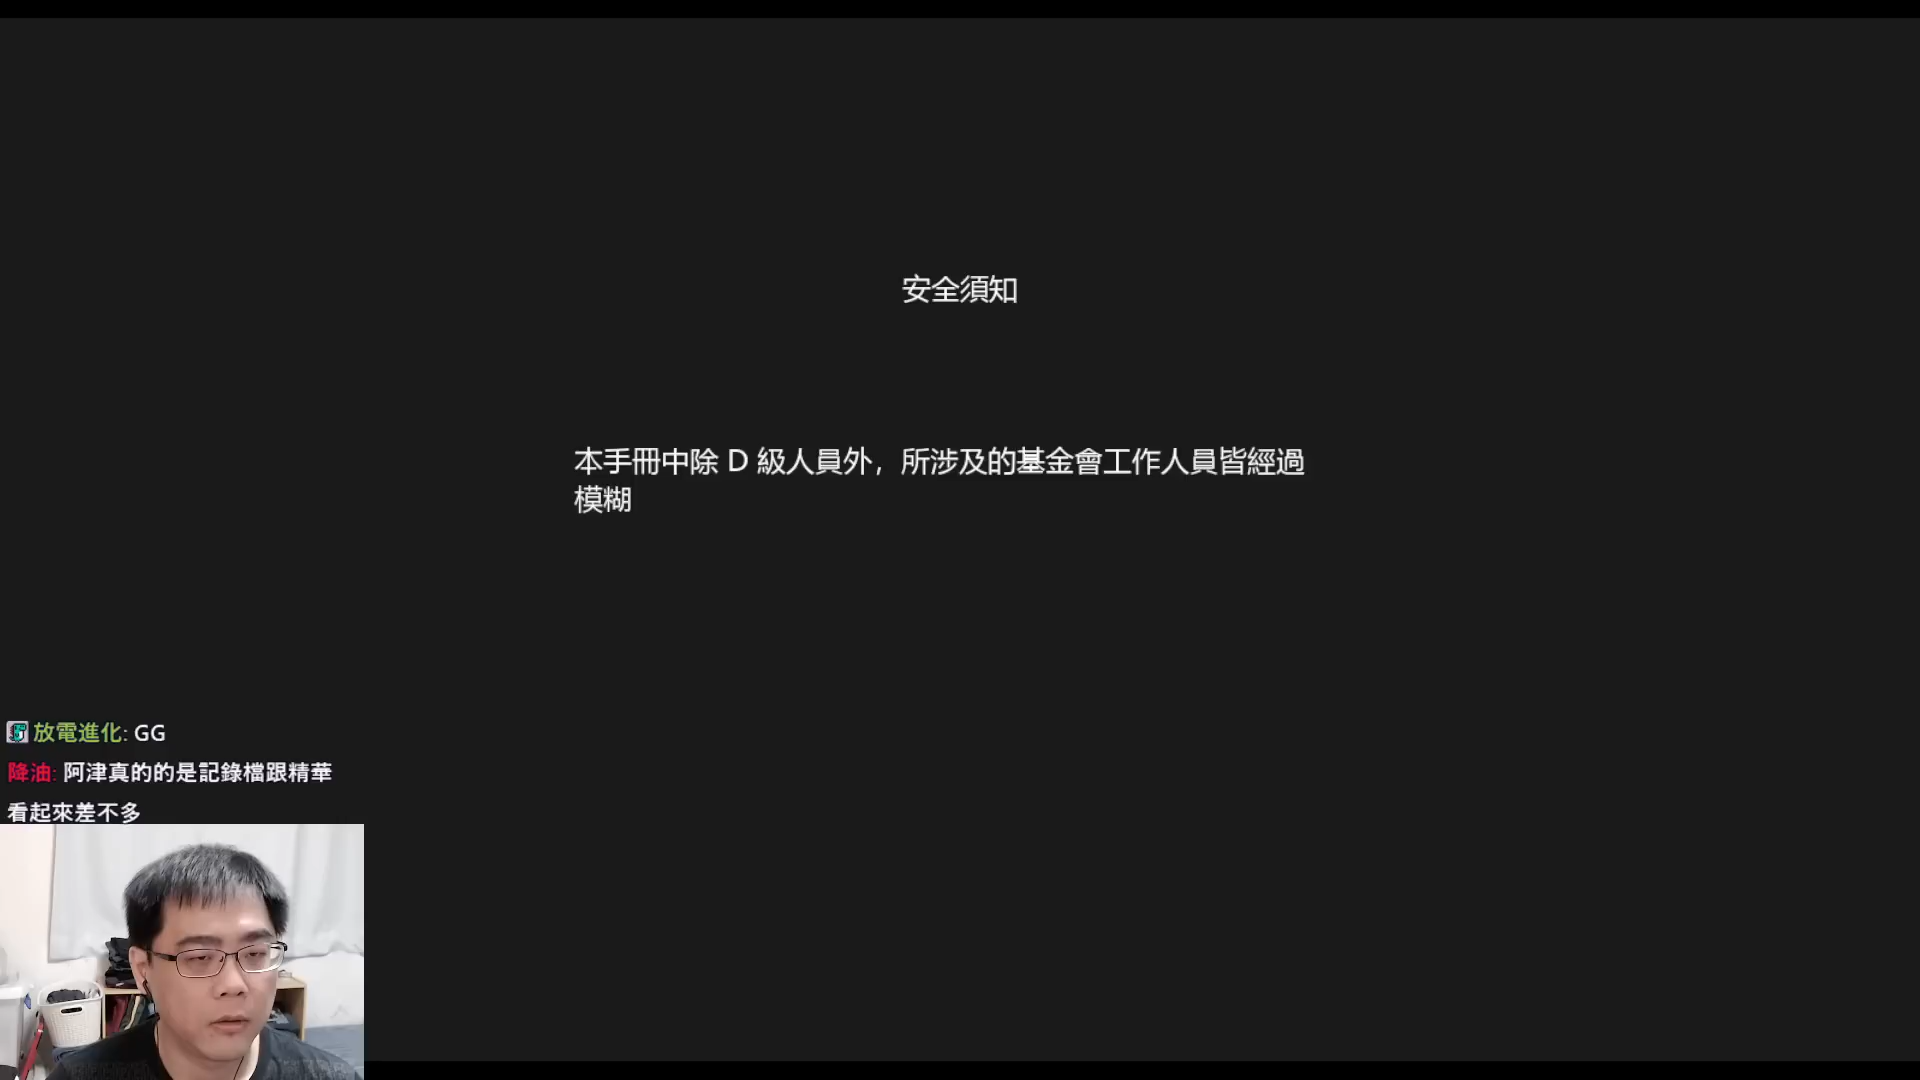 安全須知
本手冊中除 D 級人員外，所涉及的基金會工作人員皆經過
模糊
放電進化: GG
降油: 阿津真的的是記錄檔跟精華
看起來差不多